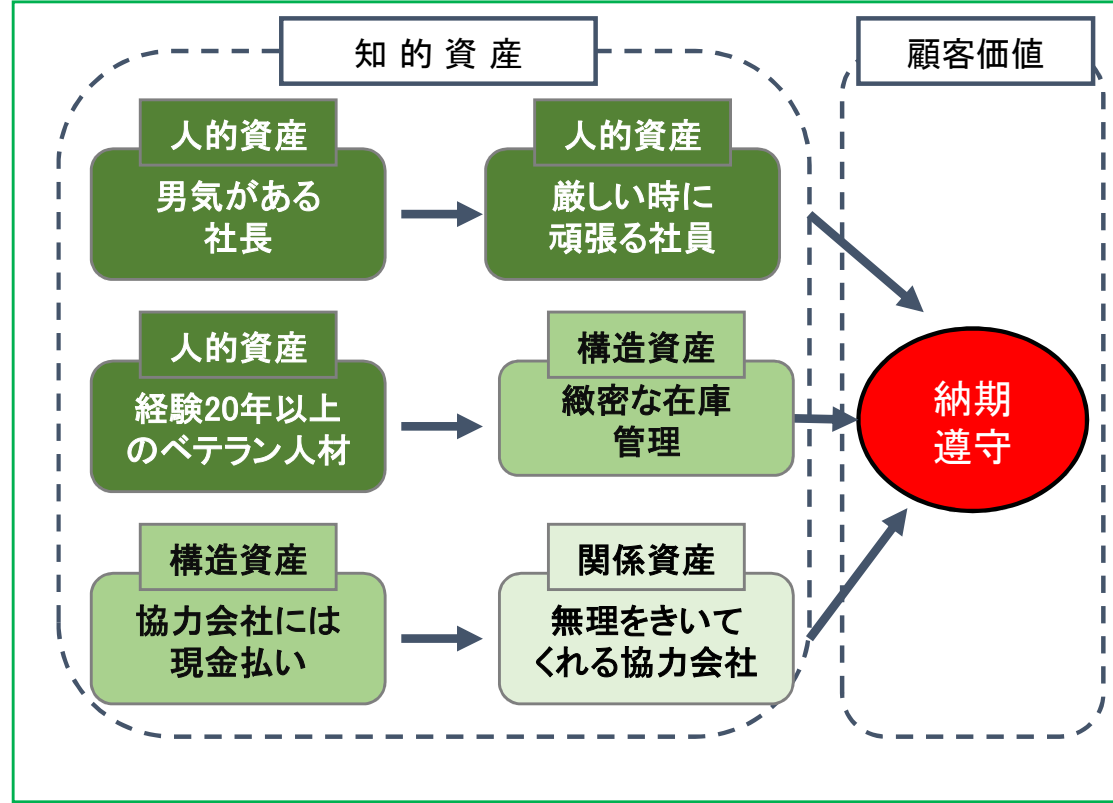 知的資産
顧客価値
人的資産
男気がある
社長
人的資産
厳しい時に
頑張る社員
人的資産
経験20年以上
のベテラン人材
構造資産
緻密な在庫
管理
構造資産
協力会社には
現金払い
関係資産
無理をきいて
くれる協力会社
納期
遵守